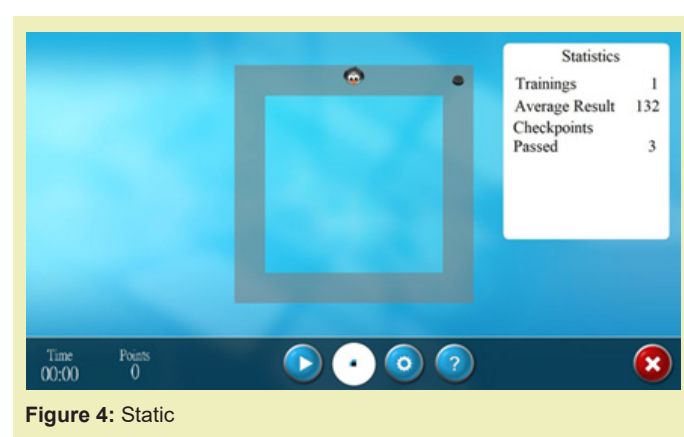 Statistics
Trainings 1
Average Result 132
Checkpoints
Passed 3
Time Points
00:00 0
?
Figure 4: Static